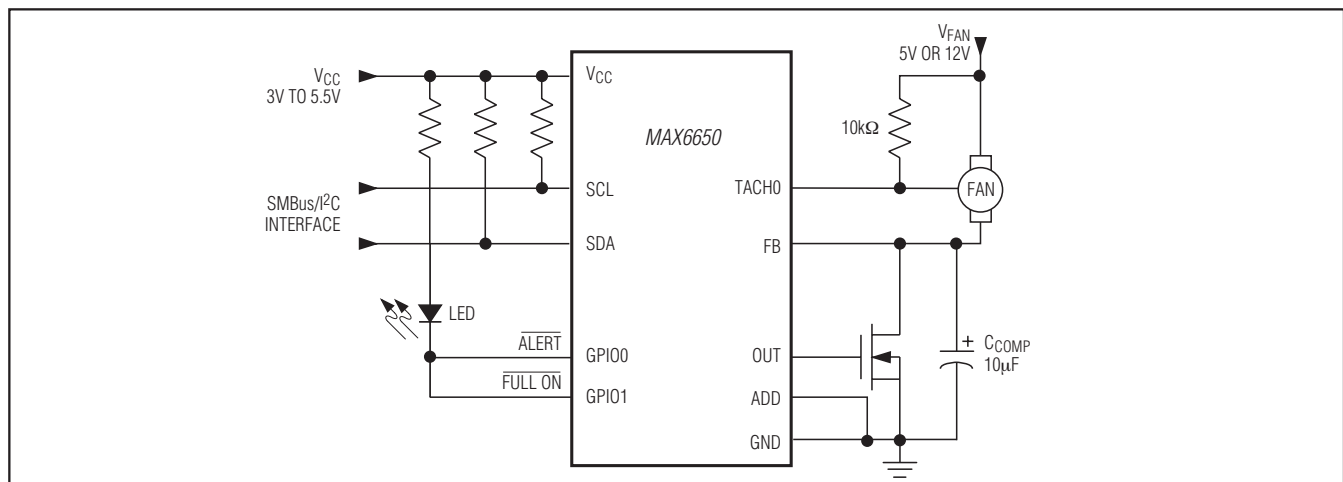 VCC
3V TO 5.5V
SMBus/I2C
INTERFACE
LED
ALERT
FULL ON
VCC
SCL
SDA
GPIO0
GPIO1
MAX6650
TACH0
FB
OUT
ADD
GND
VFAN
5V OR 12V
10kΩ
FAN
+
CCOMP
10µF